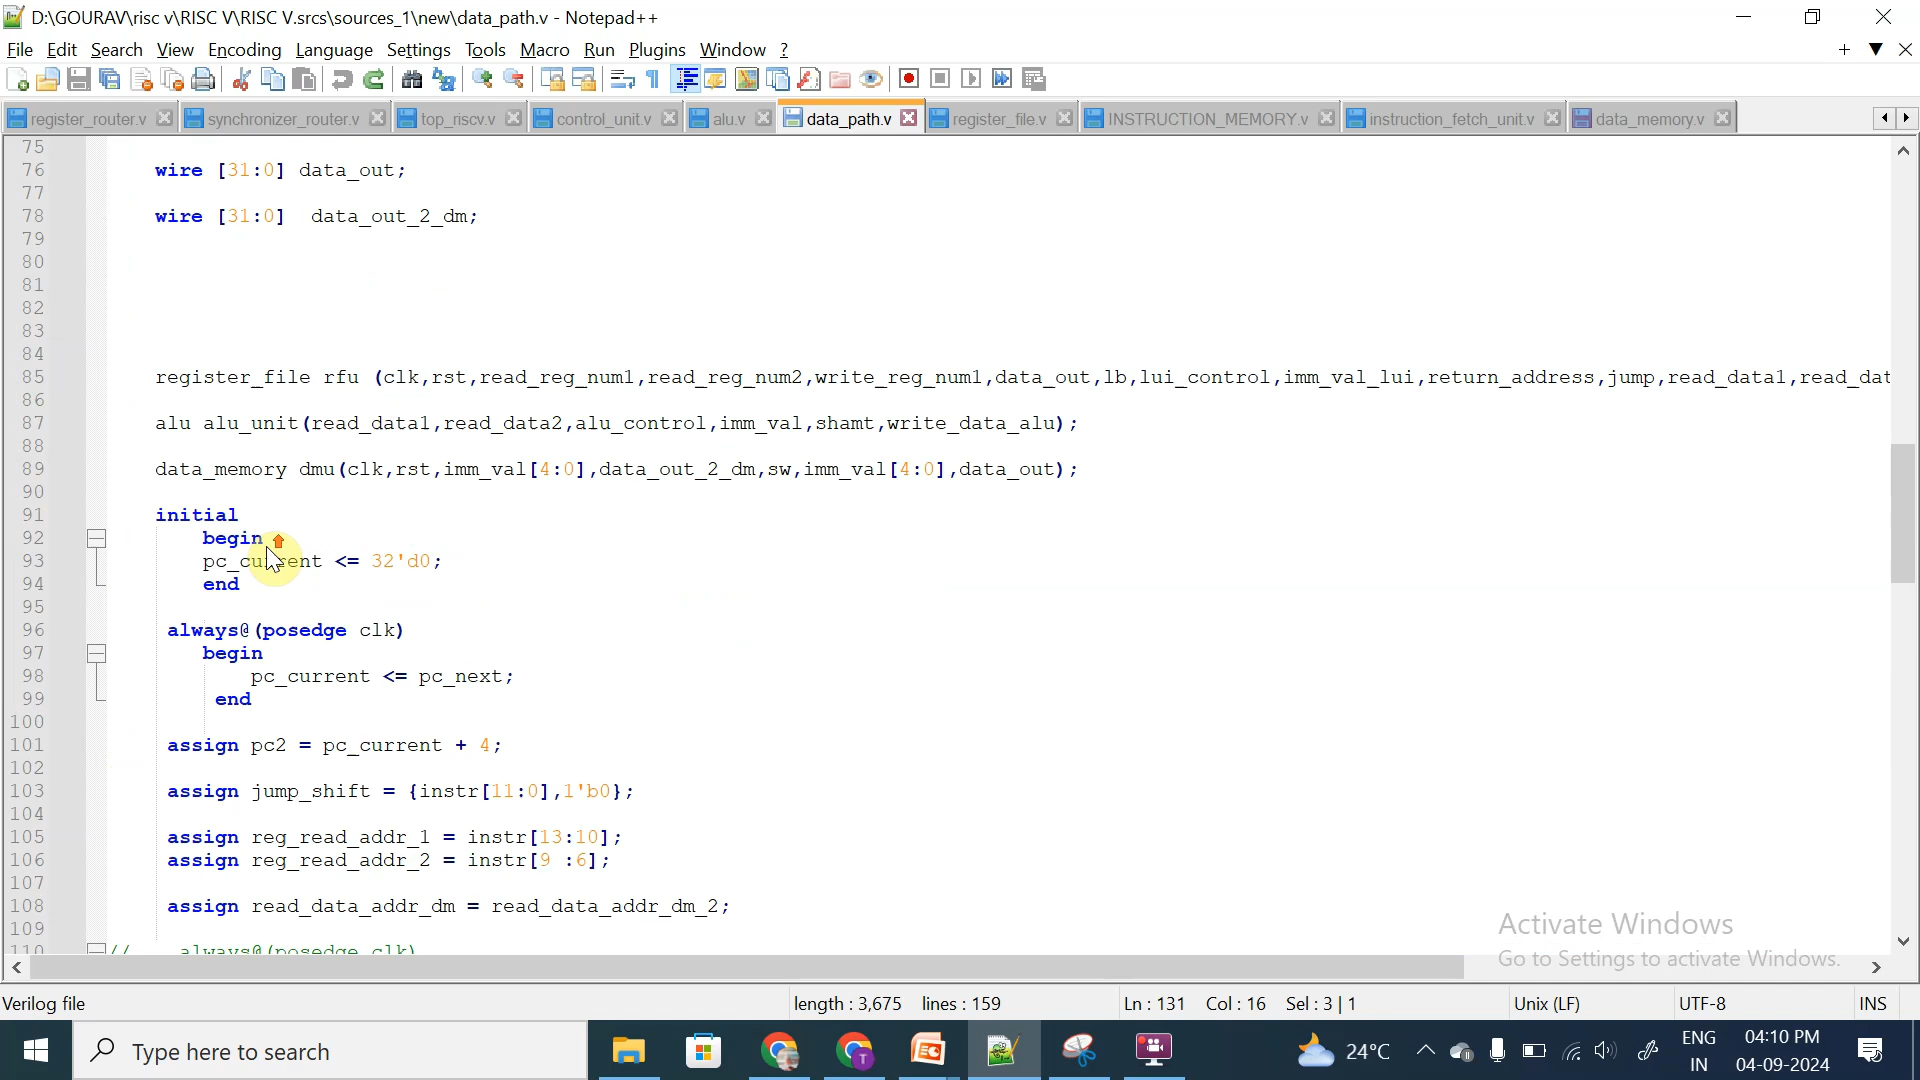 D:\GOURAV\risc v\RISC V\RISC V.srcs\sources_1\new\data_path.v - Notepad++
File Edit Search View Encoding Language Settings Tools Macro Run Plugins Window ?
register_router.v synchronizer_router.v top_riscv.v control_unit.v alu.v data_path.v register_file.v INSTRUCTION_MEMORY.v instruction_fetch_unit.v data_memory.v
75
76 wire [31:0] data_out;
77
78 wire [31:0] data_out_2_dm;
79
80
81
82
83
84
85 register_file rfu (clk,rst,read_reg_num1,read_reg_num2,write_reg_num1,data_out,lb,lui_control,imm_val_lui,return_address,jump,read_data1,read_dat
86
87 alu alu_unit(read_data1,read_data2,alu_control,imm_val,shamt,write_data_alu);
88
89 data_memory dmu(clk,rst,imm_val[4:0],data_out_2_dm,sw,imm_val[4:0],data_out);
90
91 initial
92 begin
93 pc_current <= 32'd0;
94 end
95
96 always@(posedge clk)
97 begin
98 pc_current <= pc_next;
99 end
100
101 assign pc2 = pc_current + 4;
102
103 assign jump_shift = {instr[11:0],1'b0};
104
105 assign reg_read_addr_1 = instr[13:10];
106 assign reg_read_addr_2 = instr[9 :6];
107
108 assign read_data_addr_dm = read_data_addr_dm_2;
109
110 // always@(posedge clk)
Activate Windows
Go to Settings to activate Windows.
Verilog file length : 3,675 lines : 159 Ln : 131 Col : 16 Sel : 3 | 1 Unix (LF) UTF-8 INS
Type here to search 24°C ENG 04:10 PM
IN 04-09-2024